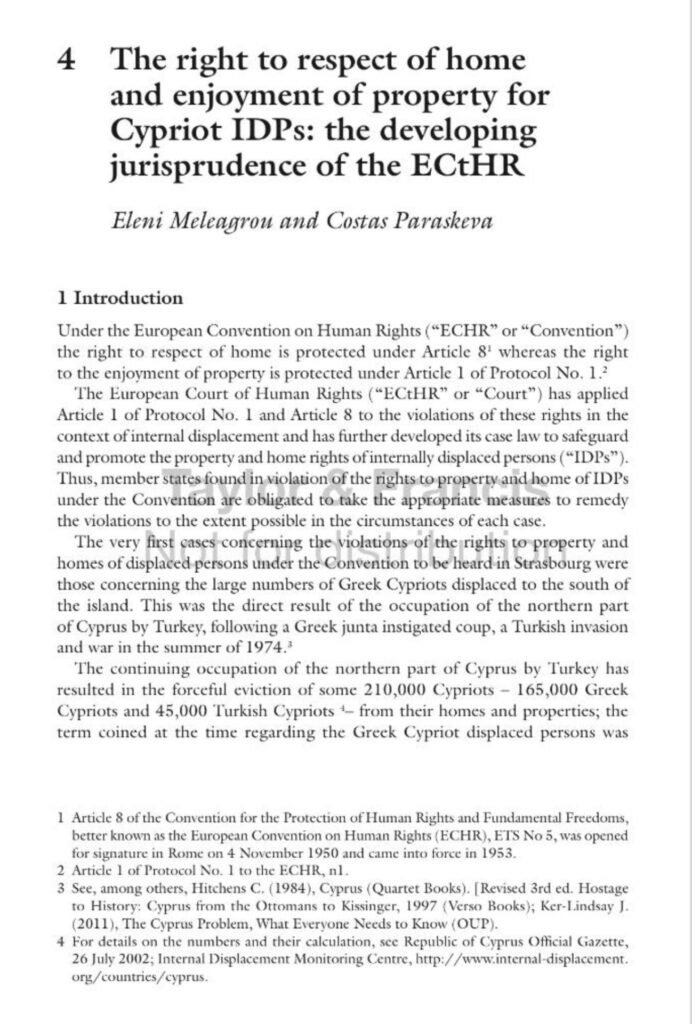 4 The right to respect of home
and enjoyment of property for
Cypriot IDPs: the developing
jurisprudence of the ECtHR
Eleni Meleagrou and Costas Paraskeva
1 Introduction
Under the European Convention on Human Rights (“ECHR” or “Convention”)
the right to respect of home is protected under Article 8¹ whereas the right
to the enjoyment of property is protected under Article 1 of Protocol No. 1.²
The European Court of Human Rights (“ECtHR” or “Court”) has applied
Article 1 of Protocol No. 1 and Article 8 to the violations of these rights in the
context of internal displacement and has further developed its case law to safeguard
and promote the property and home rights of internally displaced persons (“IDPs”).
Thus, member states found in violation of the rights to property and home of IDPs
under the Convention are obligated to take the appropriate measures to remedy
the violations to the extent possible in the circumstances of each case.
The very first cases concerning the violations of the rights to property and
homes of displaced persons under the Convention to be heard in Strasbourg were
those concerning the large numbers of Greek Cypriots displaced to the south of
the island. This was the direct result of the occupation of the northern part
of Cyprus by Turkey, following a Greek junta instigated coup, a Turkish invasion
and war in the summer of 1974.³
The continuing occupation of the northern part of Cyprus by Turkey has
resulted in the forceful eviction of some 210,000 Cypriots – 165,000 Greek
Cypriots and 45,000 Turkish Cypriots ⁴– from their homes and properties; the
term coined at the time regarding the Greek Cypriot displaced persons was
Taylor & Francis
Not for distribution
1 Article 8 of the Convention for the Protection of Human Rights and Fundamental Freedoms,
better known as the European Convention on Human Rights (ECHR), ETS No 5, was opened
for signature in Rome on 4 November 1950 and came into force in 1953.
2 Article 1 of Protocol No. 1 to the ECHR, n1.
3 See, among others, Hitchens C. (1984), Cyprus (Quartet Books). [Revised 3rd ed. Hostage
to History: Cyprus from the Ottomans to Kissinger, 1997 (Verso Books); Ker-Lindsay J.
(2011), The Cyprus Problem, What Everyone Needs to Know (OUP).
4 For details on the numbers and their calculation, see Republic of Cyprus Official Gazette,
26 July 2002; Internal Displacement Monitoring Centre, http://www.internal-displacement.
org/countries/cyprus.